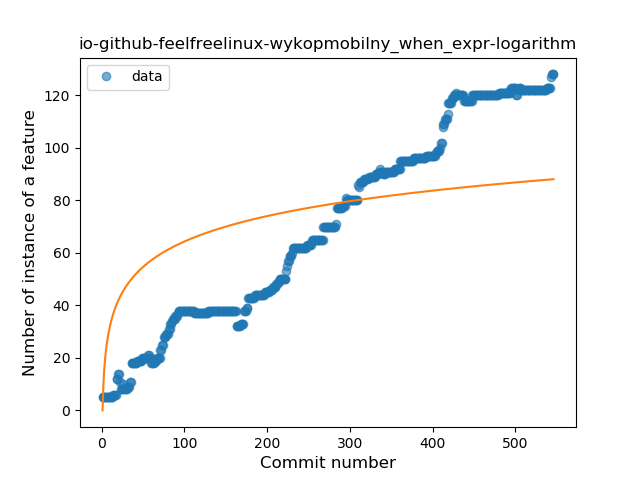 io-github-feelfreelinux-wykopmobilny_when_expr-logarithm
data
Number of instance of a feature
120
100
80
60
40
20
0
0 100 200 300 400 500
Commit number